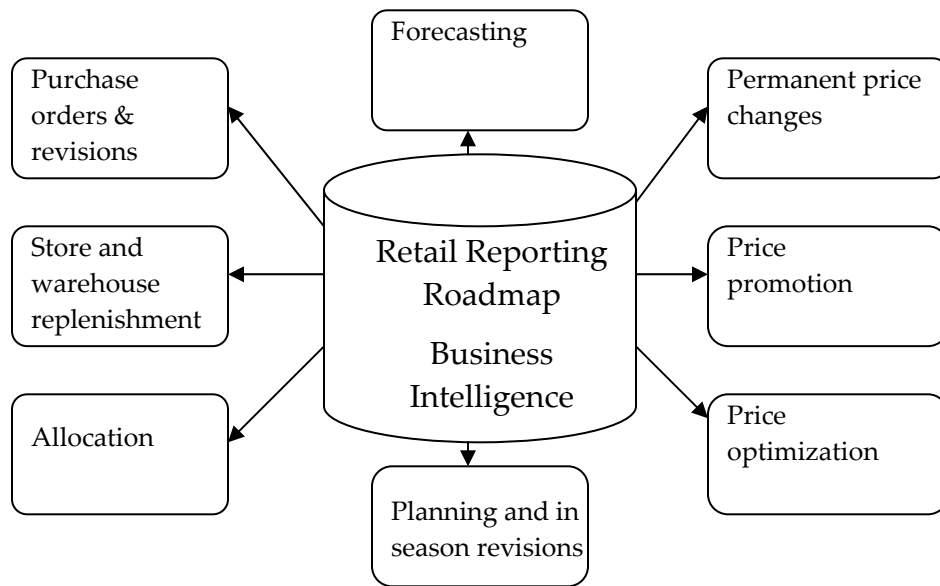 Forecasting
Purchase
orders &
revisions
Permanent price
changes
Store and
warehouse
replenishment
Retail Reporting
Roadmap
Business
Intelligence
Price
promotion
Allocation
Price
optimization
Planning and in
season revisions